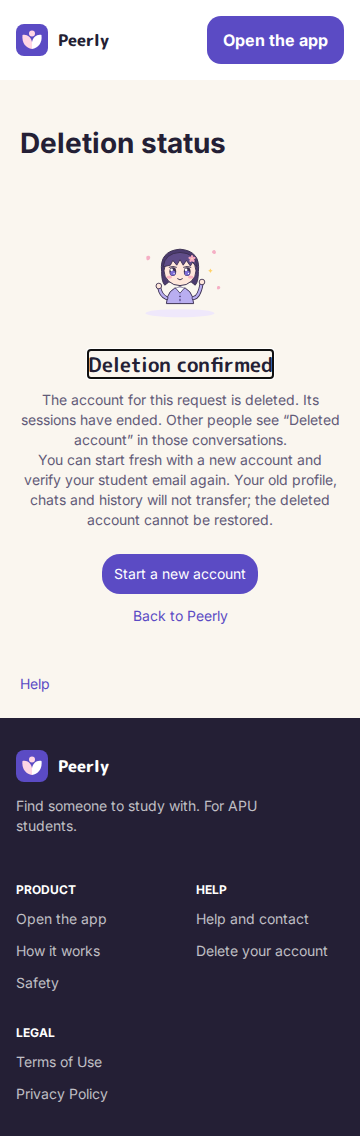 Peerly
Open the app
Deletion status
Deletion confirmed
The account for this request is deleted. Its
sessions have ended. Other people see “Deleted
account” in those conversations.
You can start fresh with a new account and
verify your student email again. Your old profile,
chats and history will not transfer; the deleted
account cannot be restored.
Start a new account
Back to Peerly
Help
Peerly
Find someone to study with. For APU
students.
PRODUCT
Open the app
How it works
Safety
HELP
Help and contact
Delete your account
LEGAL
Terms of Use
Privacy Policy